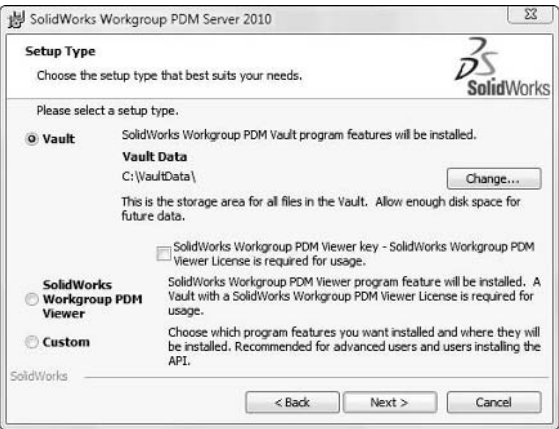 SolidWorks Workgroup PDM Server 2010
Setup Type
Choose the setup type that best suits your needs.
SolidWorks
Please select a setup type.
Vault
SolidWorks Workgroup PDM Vault program features will be installed.
Vault Data
C:\VaultData\
Change...
This is the storage area for all files in the Vault. Allow enough disk space for
future data.
SolidWorks Workgroup PDM Viewer key - SolidWorks Workgroup PDM
Viewer License is required for usage.
SolidWorks
Workgroup PDM
Viewer
SolidWorks Workgroup PDM Viewer program feature will be installed. A
Vault with a SolidWorks Workgroup PDM Viewer License is required for
usage.
Custom
Choose which program features you want installed and where they will
be installed. Recommended for advanced users and users installing the
API.
SolidWorks
< Back
Next >
Cancel